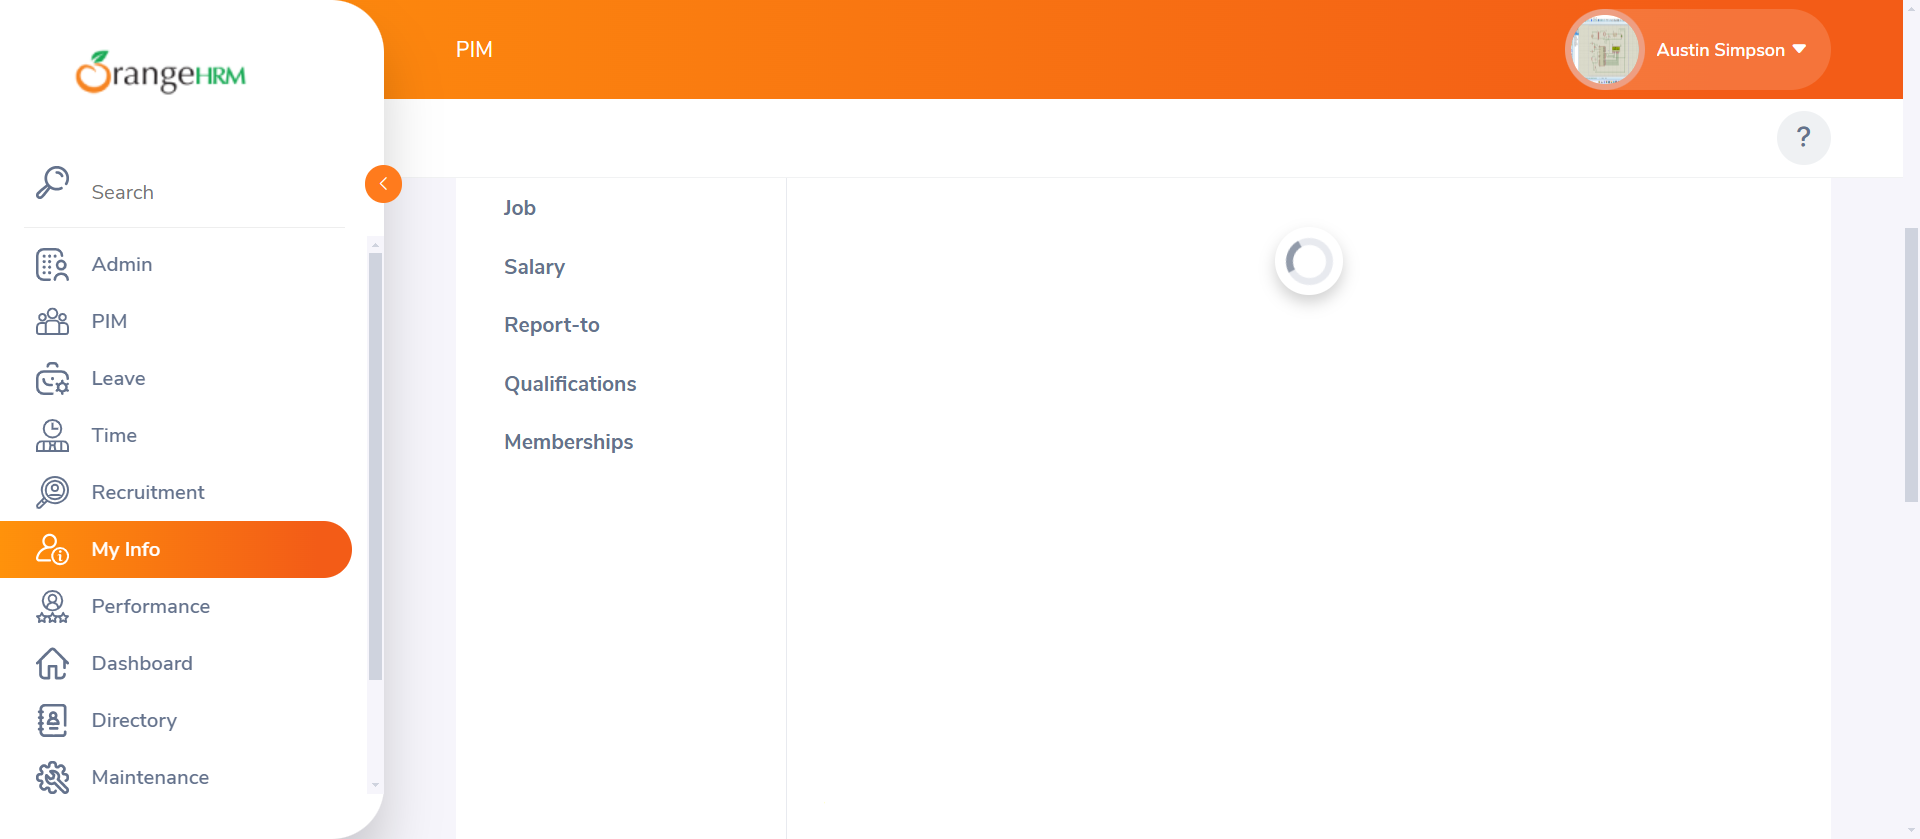 OrangeHRM
PIM
Austin Simpson
?
Search
Admin
PIM
Leave
Time
Recruitment
My Info
Performance
Dashboard
Directory
Maintenance
Job
Salary
Report-to
Qualifications
Memberships